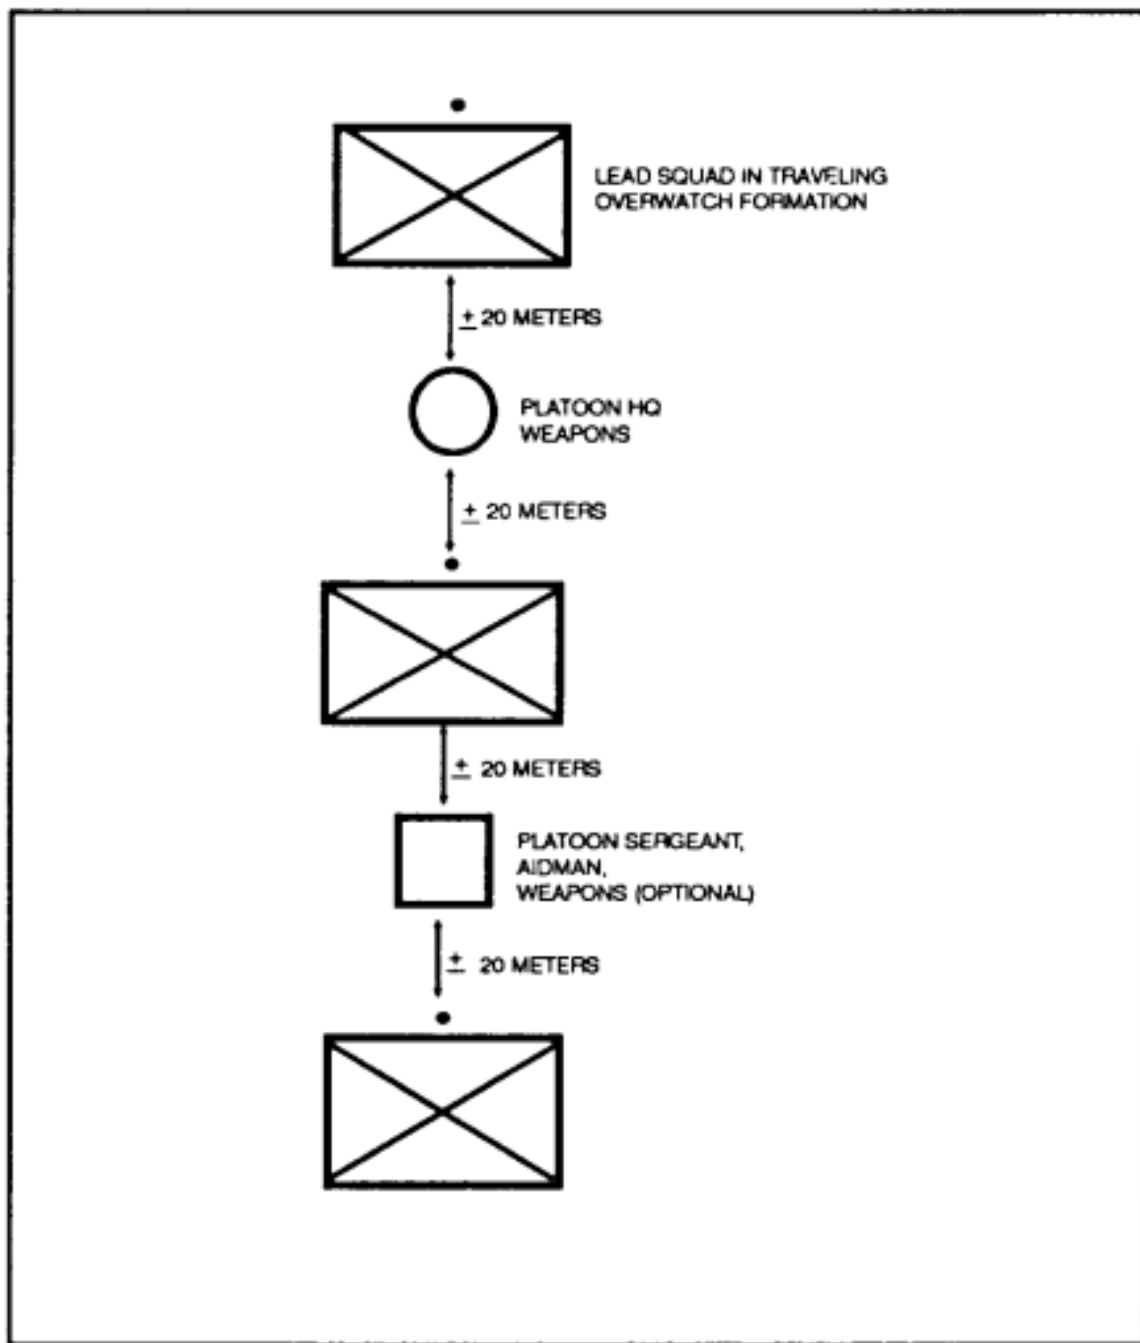 LEAD SQUAD IN TRAVELING
OVERWATCH FORMATION
± 20 METERS
PLATOON HQ
WEAPONS
± 20 METERS
± 20 METERS
PLATOON SERGEANT,
AIDMAN,
WEAPONS (OPTIONAL)
± 20 METERS